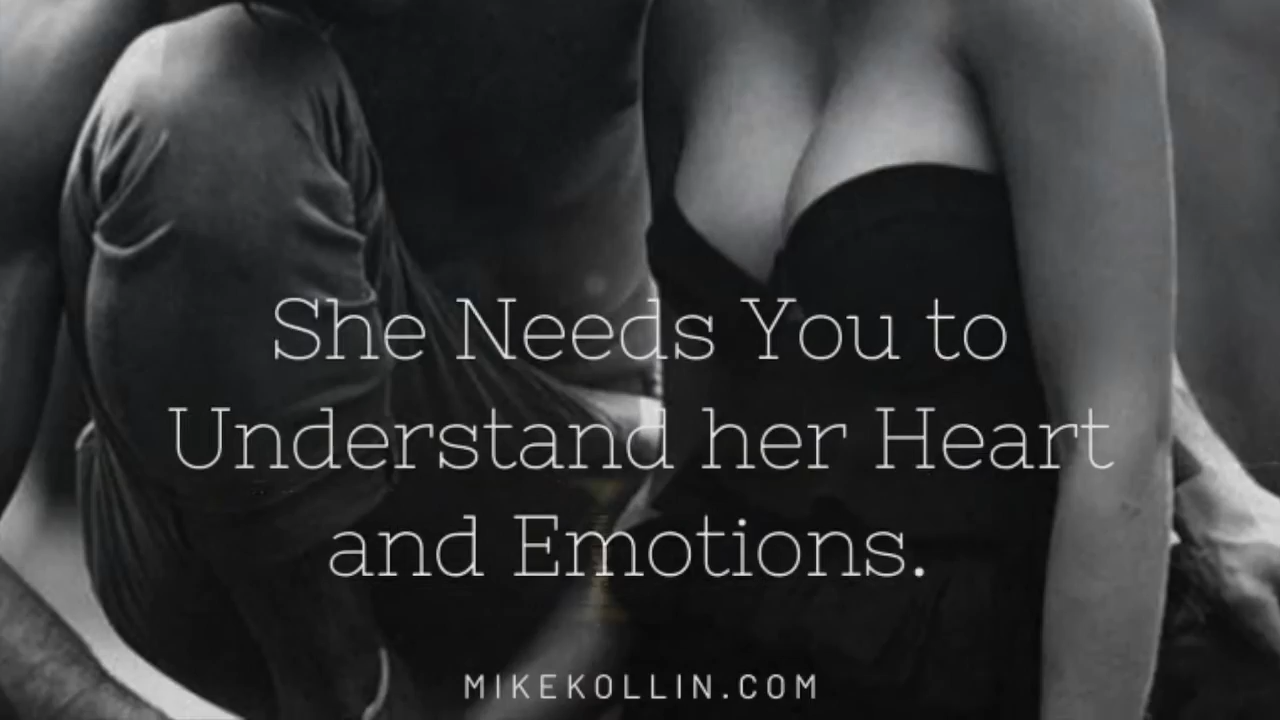 She Needs You to
Understand her Heart
and Emotions.
MIKEKOLLIN.COM